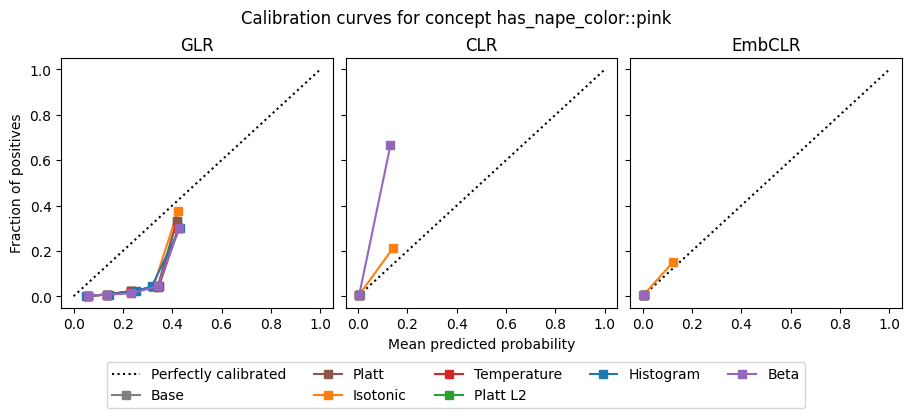 Calibration curves for concept has_nape_color::pink
GLR
CLR
EmbCLR
Fraction of positives
1.0
0.8
0.6
0.4
0.2
0.0
0.0 0.2 0.4 0.6 0.8 1.0
0.0 0.2 0.4 0.6 0.8 1.0
0.0 0.2 0.4 0.6 0.8 1.0
Mean predicted probability
Perfectly calibrated
Base
Platt
Isotonic
Temperature
Platt L2
Histogram
Beta